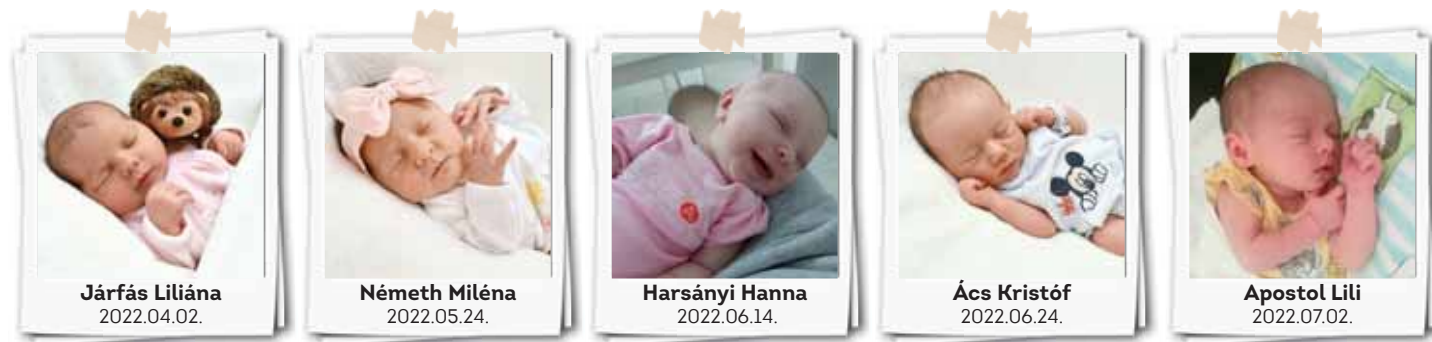 Járfás Liliána
2022.04.02.
Németh Miléna
2022.05.24.
Harsányi Hanna
2022.06.14.
Ács Kristóf
2022.06.24.
Apostol Lili
2022.07.02.